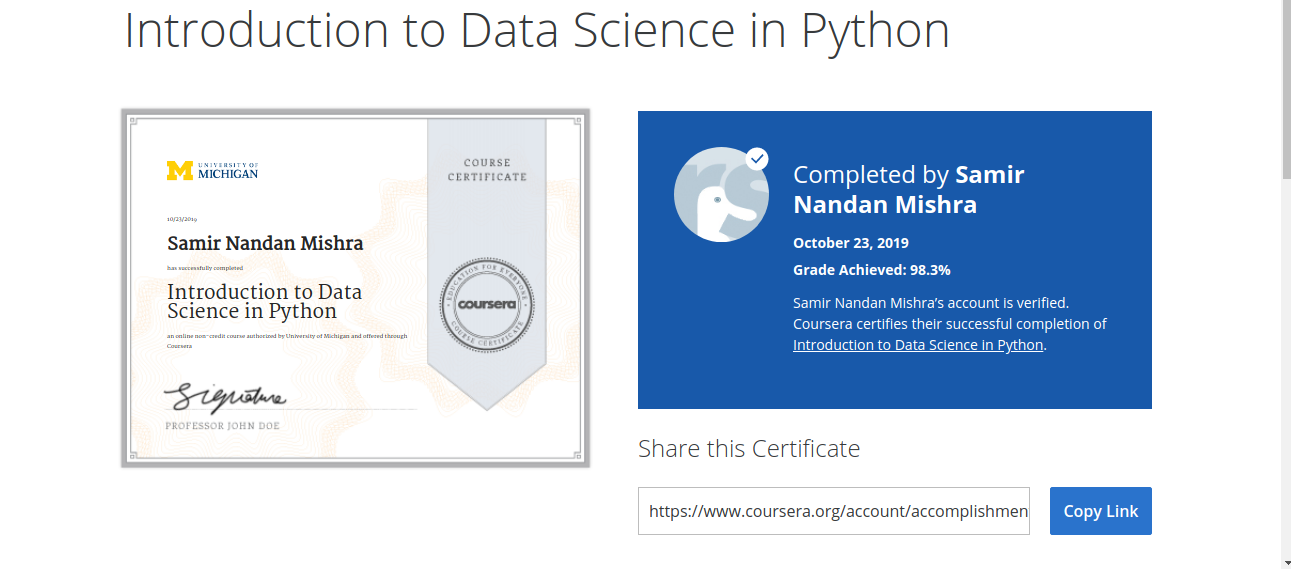 Introduction to Data Science in Python
UNIVERSITY OF
MICHIGAN
10/23/2019
Samir Nandan Mishra
has successfully completed
Introduction to Data
Science in Python
an online non-credit course authorized by University of Michigan and offered through
Coursera
Signature
PROFESSOR JOHN DOE
COURSE
CERTIFICATE
EDUCATION FOR EVERYONE
coursera
COURSE CERTIFICATE
Completed by Samir
Nandan Mishra
October 23, 2019
Grade Achieved: 98.3%
Samir Nandan Mishra’s account is verified.
Coursera certifies their successful completion of
Introduction to Data Science in Python.
Share this Certificate
https://www.coursera.org/account/accomplishmen
Copy Link